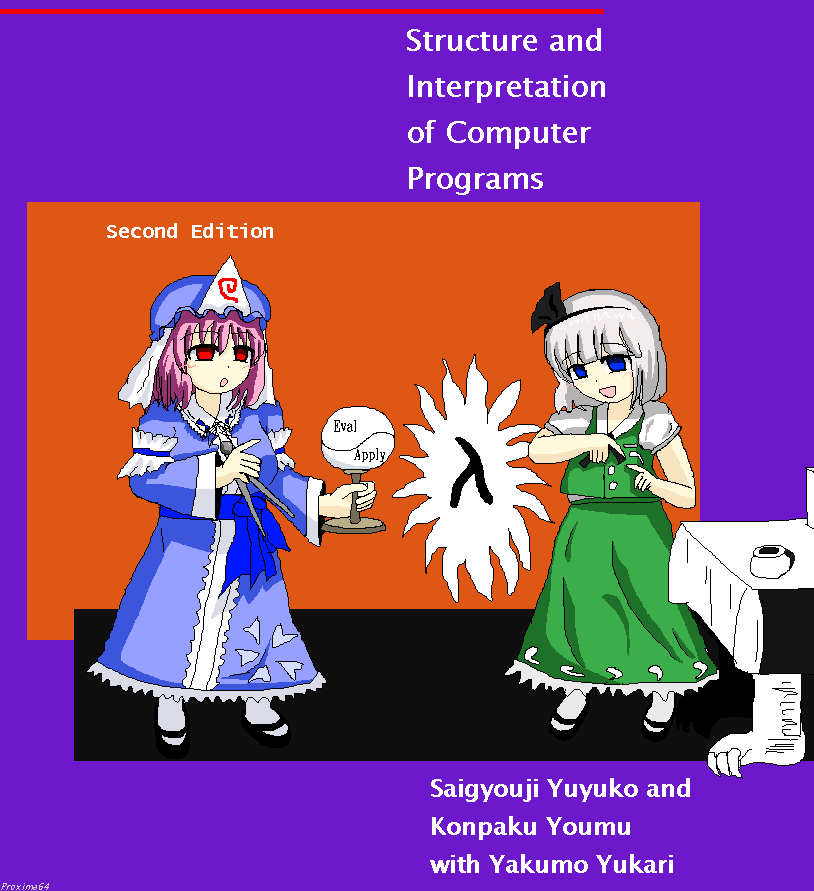 Structure and
Interpretation
of Computer
Programs
Second Edition
Eval
Apply
λ
Saigyouji Yuyuko and
Konpaku Youmu
with Yakumo Yukari
Proxima64